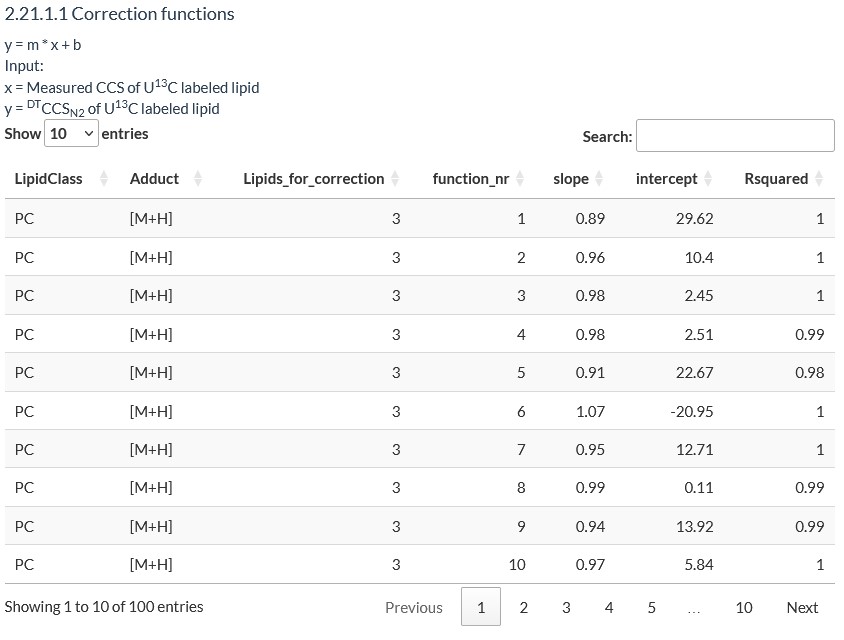 2.21.1.1 Correction functions
y = m * x + b
Input:
x = Measured CCS of U13C labeled lipid
y = DTCCSN2 of U13C labeled lipid
Show 10 entries Search:
LipidClass Adduct Lipids_for_correction function_nr slope intercept Rsquared
PC [M+H] 3 1 0.89 29.62 1
PC [M+H] 3 2 0.96 10.4 1
PC [M+H] 3 3 0.98 2.45 1
PC [M+H] 3 4 0.98 2.51 0.99
PC [M+H] 3 5 0.91 22.67 0.98
PC [M+H] 3 6 1.07 -20.95 1
PC [M+H] 3 7 0.95 12.71 1
PC [M+H] 3 8 0.99 0.11 0.99
PC [M+H] 3 9 0.94 13.92 0.99
PC [M+H] 3 10 0.97 5.84 1
Showing 1 to 10 of 100 entries Previous 1 2 3 4 5 ... 10 Next